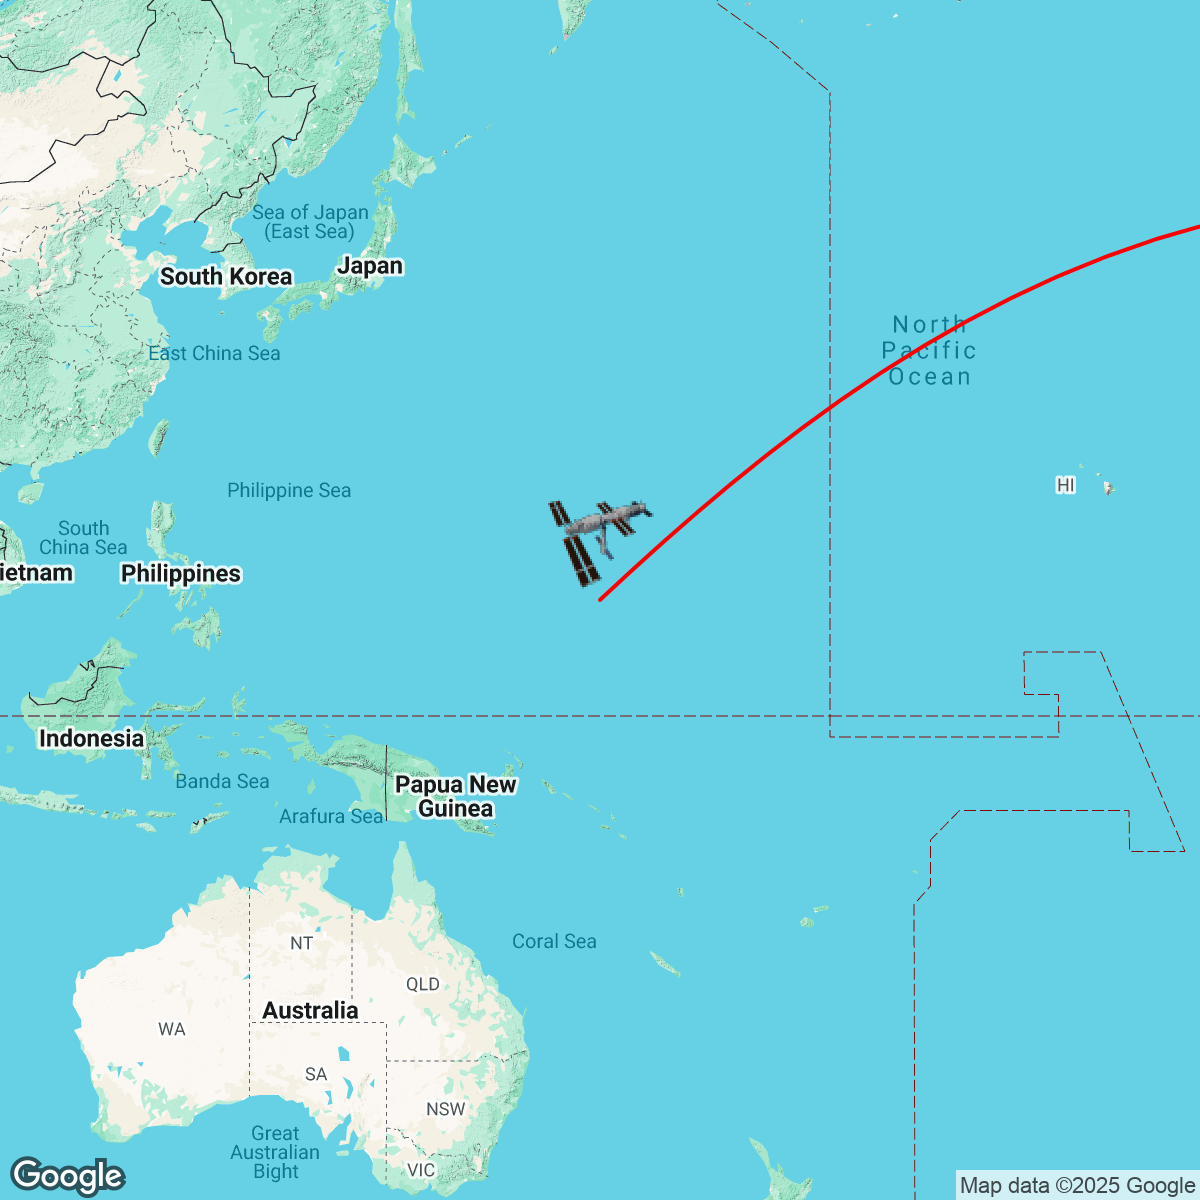 Sea of Japan
(East Sea)
Japan
South Korea
North
Pacific
Ocean
East China Sea
Philippine Sea
HI
South
China Sea
ietnam
Philippines
Indonesia
Banda Sea
Papua New
Guinea
Arafura Sea
NT
Coral Sea
QLD
Australia
WA
SA
NSW
Great
Australian
Bight
VIC
Google
Map data ©2025 Google